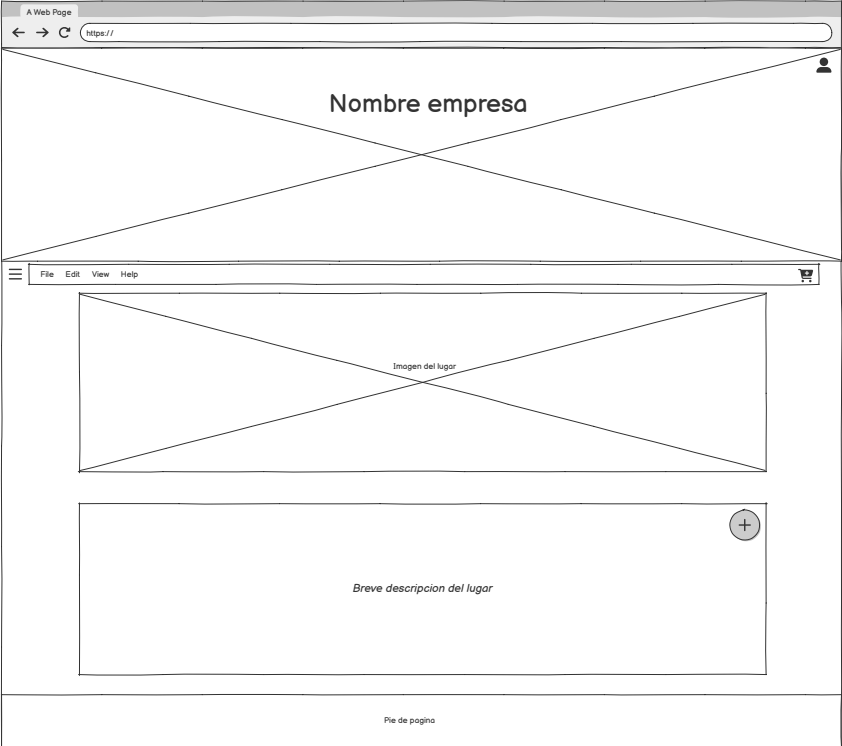 A Web Page
https://
Nombre empresa
File Edit View Help
Imagen del lugar
Breve descripcion del lugar
Pie de pagina